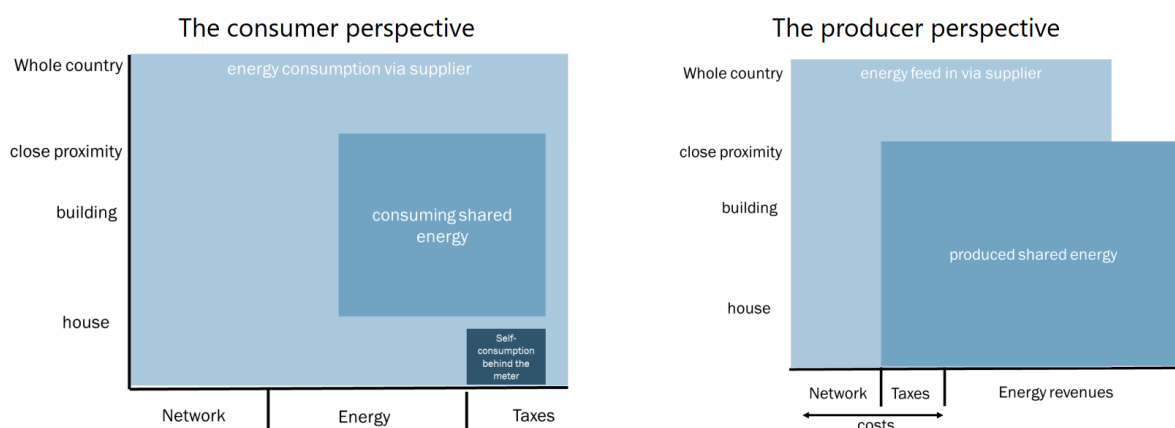 The consumer perspective
Whole country
energy consumption via supplier
close proximity
building
consuming shared
energy
house
Self-
consumption
behind the
meter
Network
Energy
Taxes
The producer perspective
Whole country
energy feed in via supplier
close proximity
building
produced shared energy
house
Network
Taxes
Energy revenues
costs